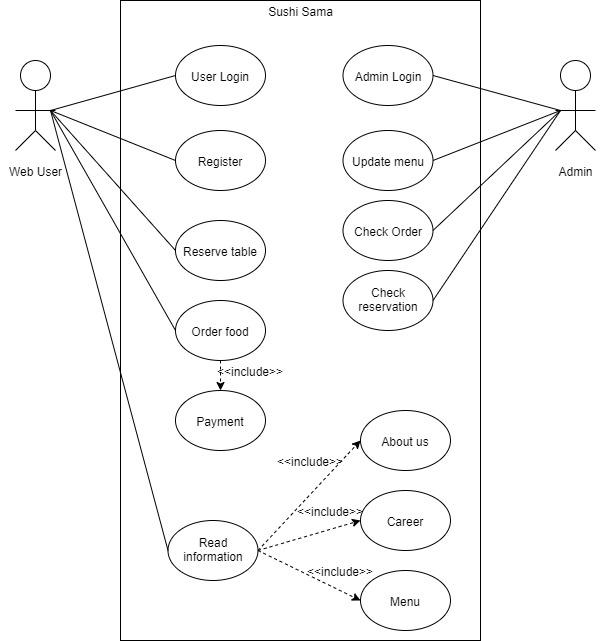 Sushi Sama
User Login
Admin Login
Register
Update menu
Web User
Admin
Check Order
Reserve table
Check
reservation
Order food
<<include>>
Payment
About us
<<include>>
<<include>>
Career
Read
information
<<include>>
Menu